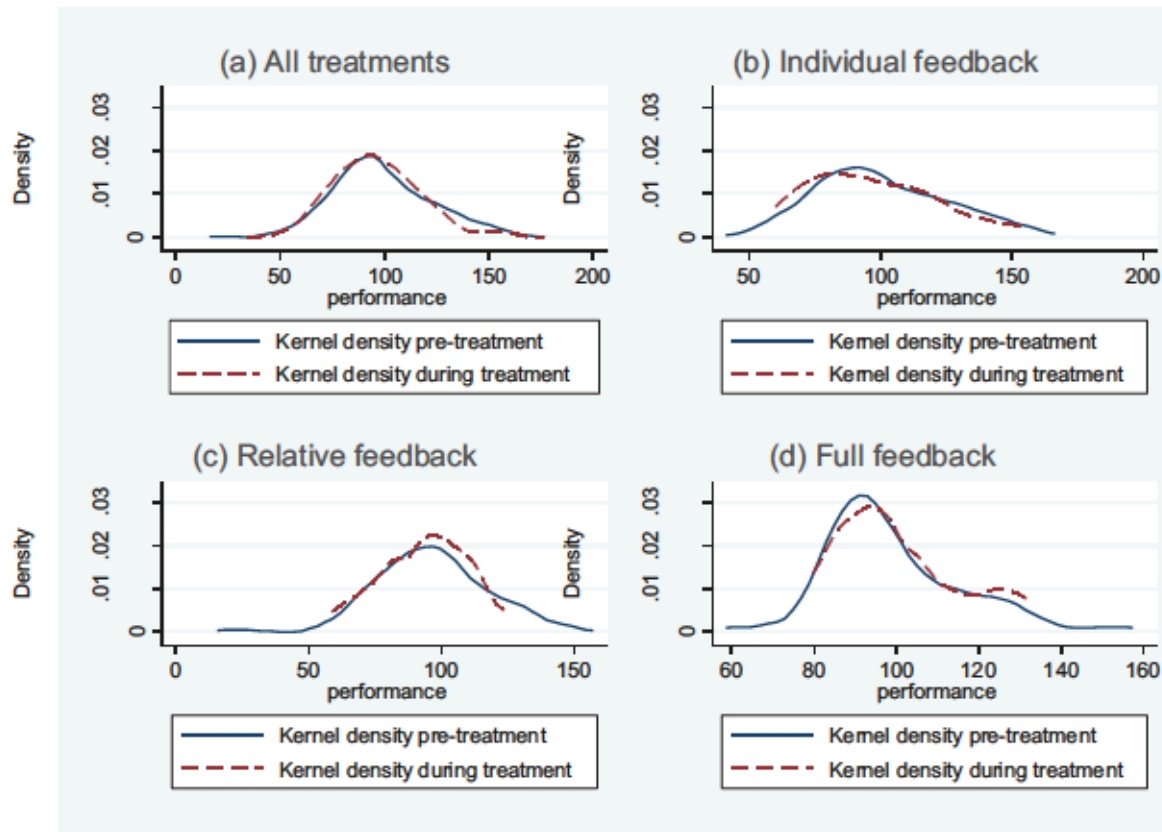 (a) All treatments
Density
0 .01 .02 .03
0 50 100 150 200
performance
Kernel density pre-treatment
Kernel density during treatment
(b) Individual feedback
Density
0 .01 .02 .03
50 100 150 200
performance
Kernel density pre-treatment
Kernel density during treatment
(c) Relative feedback
Density
0 .01 .02 .03
0 50 100 150
performance
Kernel density pre-treatment
Kernel density during treatment
(d) Full feedback
Density
0 .01 .02 .03
60 80 100 120 140 160
performance
Kernel density pre-treatment
Kernel density during treatment